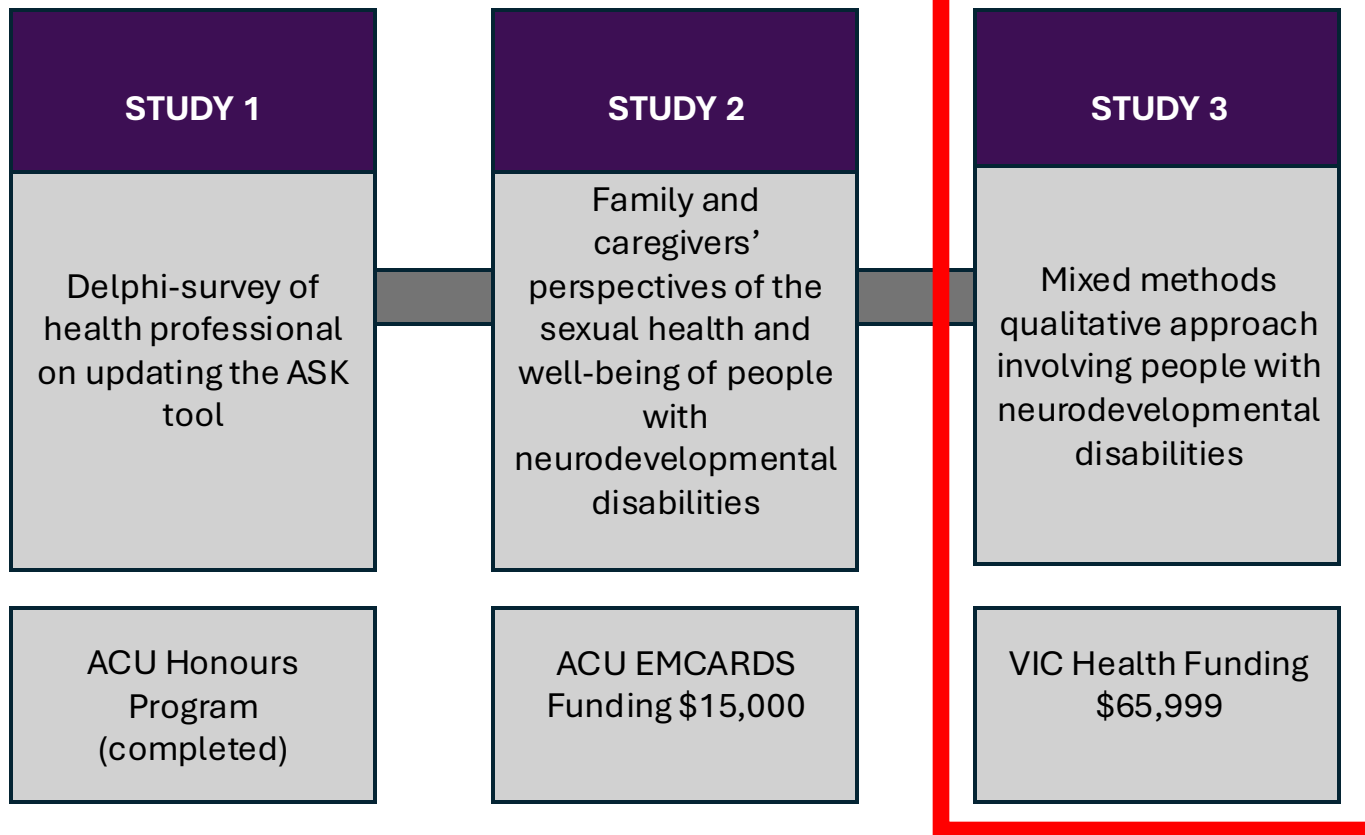 STUDY 1
Delphi-survey of
health professional
on updating the ASK
tool
ACU Honours
Program
(completed)
STUDY 2
Family and
caregivers’
perspectives of the
sexual health and
well-being of people
with
neurodevelopmental
disabilities
ACU EMCARDS
Funding $15,000
STUDY 3
Mixed methods
qualitative approach
involving people with
neurodevelopmental
disabilities
VIC Health Funding
$65,999